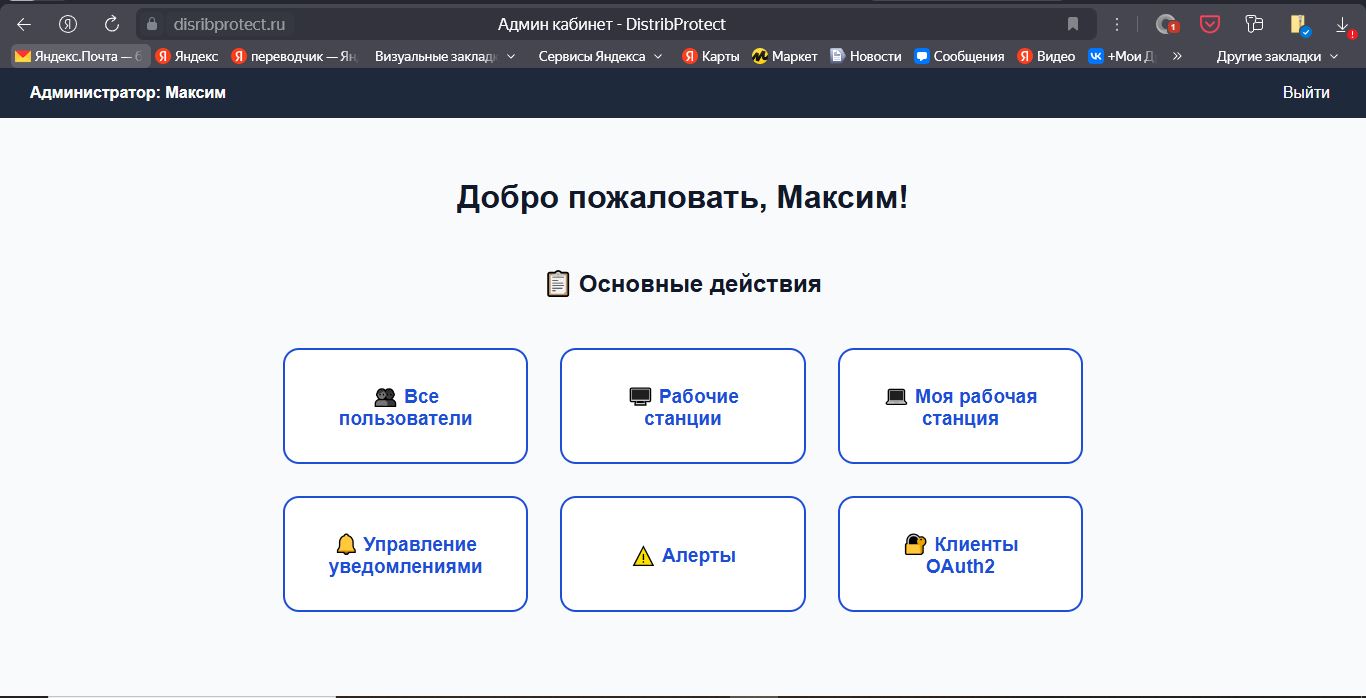 disribprotect.ru
Админ кабинет - DistribProtect
1
Яндекс.Почта — 6
Яндекс
переводчик — Ян
Визуальные заклад
Сервисы Яндекса
Карты
Маркет
Новости
Сообщения
Видео
+Мои Д
»
Другие закладки
Администратор: Максим
Выйти
Добро пожаловать, Максим!
Основные действия
Все
пользователи
Рабочие
станции
Моя рабочая
станция
Управление
уведомлениями
Алерты
Клиенты
OAuth2